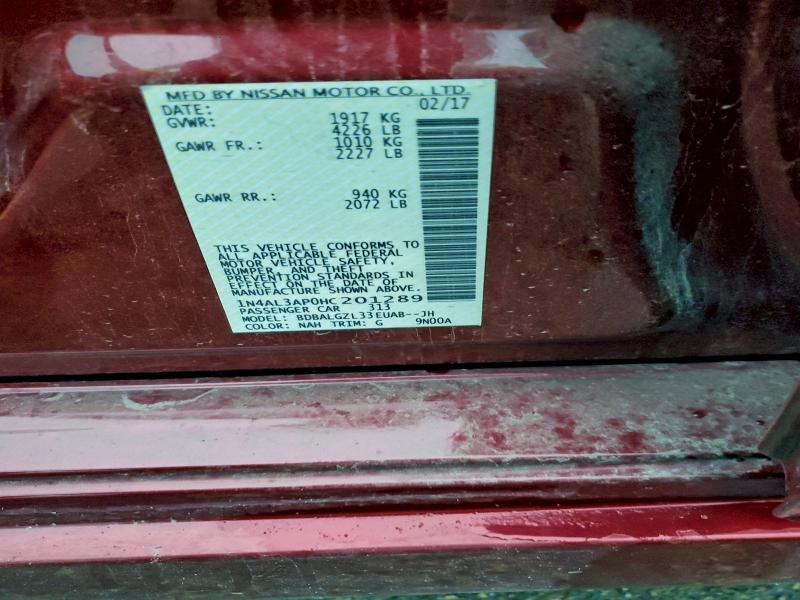 MFD BY NISSAN MOTOR CO., LTD.
DATE: 02/17
GVWR: 1917 KG
4226 LB
GAWR FR.: 1010 KG
2227 LB
GAWR RR.: 940 KG
2072 LB
THIS VEHICLE CONFORMS TO
ALL APPLICABLE FEDERAL
MOTOR VEHICLE SAFETY,
BUMPER, AND THEFT
PREVENTION STANDARDS IN
EFFECT ON THE DATE OF
MANUFACTURE SHOWN ABOVE.
1N4AL3AP0HC201289
PASSENGER CAR 313
MODEL: BDBALGZL33EUAB--JH
COLOR: NAH TRIM: G 9N00A